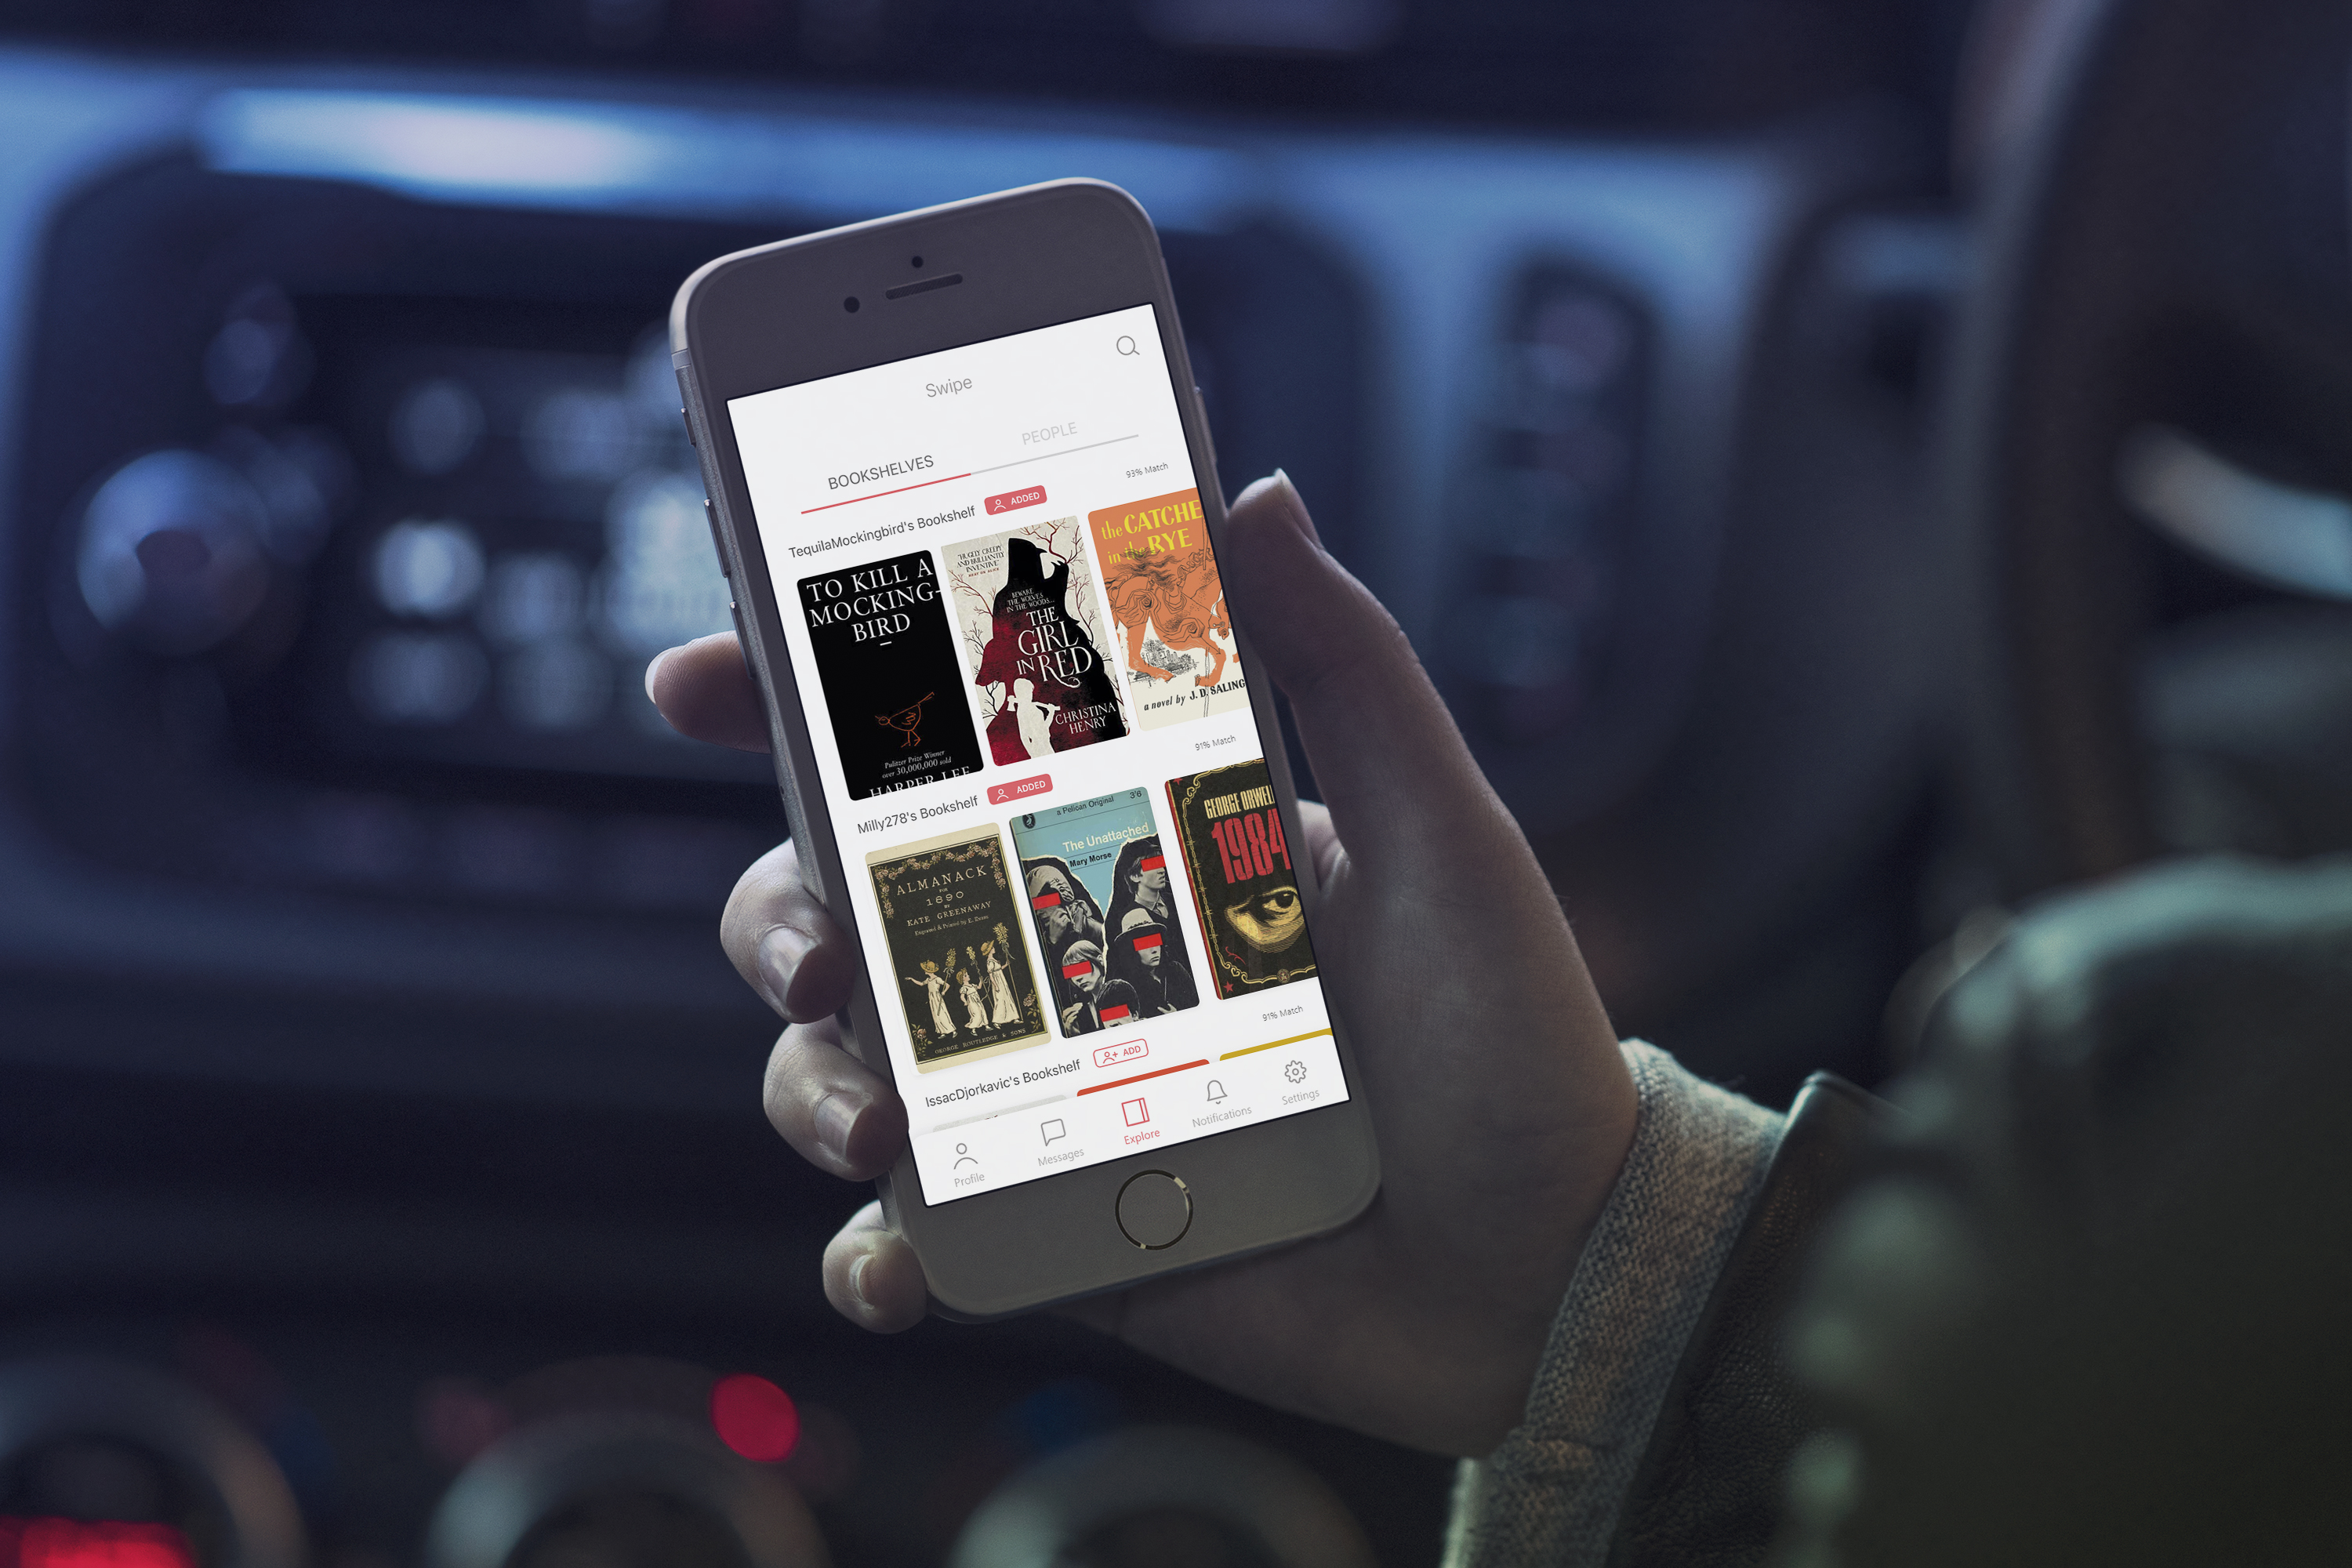 Swipe
BOOKSHELVES
PEOPLE
93% Match
TequilaMockingbird's Bookshelf
ADDED
TO KILL A
MOCKING-
BIRD
Pulitzer Prize Winner
over 30,000,000 sold
HARPER LEE
"HUGELY CREEPY
AND BRILLIANTLY
INVENTIVE"
BEWARE
THE WOLVES
IN THE WOODS...
THE
GIRL
IN RED
CHRISTINA
HENRY
the CATCHE
in the RYE
a novel by J. D. SALING
91% Match
Milly278's Bookshelf
ADDED
ALMANACK
FOR
1890
BY
KATE GREENAWAY
Engraved & Printed by E. Evans
GEORGE ROUTLEDGE & SONS
a Pelican Original
3'6
The Unattached
Mary Morse
GEORGE ORWELL
1984
91% Match
IssacDjorkavic's Bookshelf
ADD
Profile
Messages
Explore
Notifications
Settings